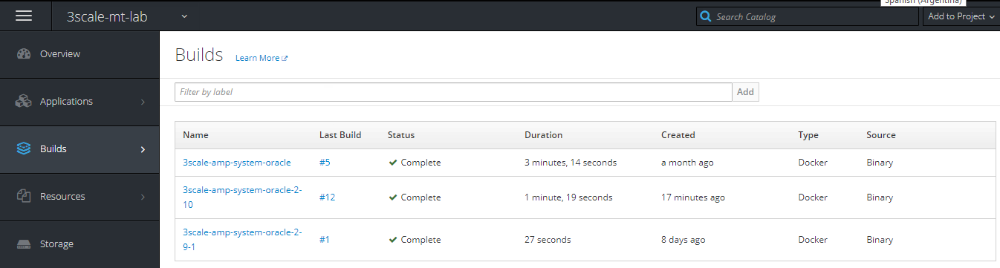 Spanish (Argentina)
3scale-mt-lab
Search Catalog
Add to Project
Overview
Applications
Builds
Resources
Storage
Builds Learn More
Filter by label Add
Name Last Build Status Duration Created Type Source
3scale-amp-system-oracle #5 Complete 3 minutes, 14 seconds a month ago Docker Binary
3scale-amp-system-oracle-2-
10 #12 Complete 1 minute, 19 seconds 17 minutes ago Docker Binary
3scale-amp-system-oracle-2-
9-1 #1 Complete 27 seconds 8 days ago Docker Binary